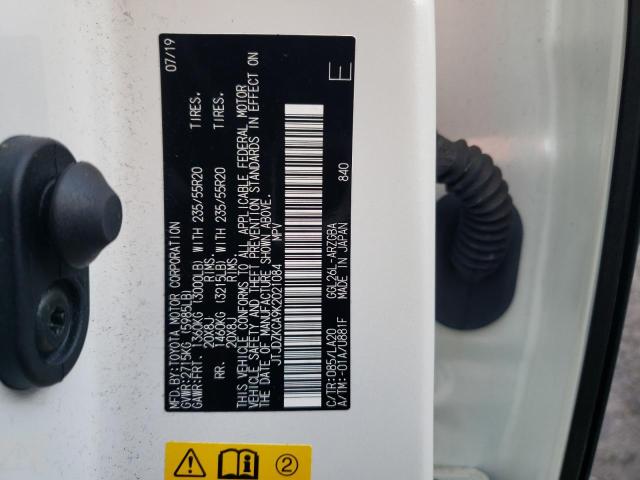 MFD.BY:TOYOTA MOTOR CORPORATION 07/19
GVWR:2715KG (5985LB)
GAWR:FRT. 1360KG (3000LB) WITH 235/55R20 TIRES.
20X8J RIMS.
RR. 1460KG (3215LB) WITH 235/55R20 TIRES.
20X8J RIMS.
THIS VEHICLE CONFORMS TO ALL APPLICABLE FEDERAL MOTOR
VEHICLE SAFETY AND THEFT PREVENTION STANDARDS IN EFFECT ON
THE DATE OF MANUFACTURE SHOWN ABOVE.
JTJDZKCA9K2021084 MPV
E
C/TR:085/LA20 GGL26L-ARZGBA 840
A/TM:-01A/U881F MADE IN JAPAN
2